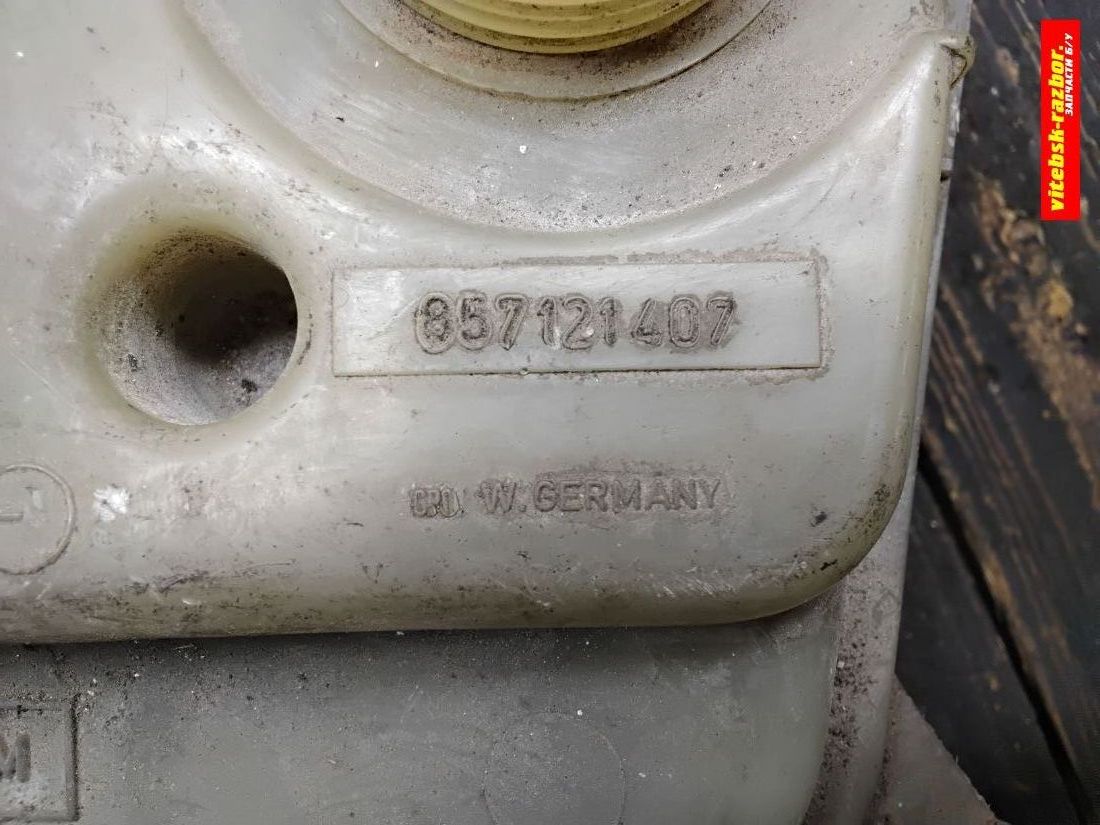 vitebsk-razbor.
ЗАПЧАСТИ Б/У
857121407
W. GERMANY
L
M